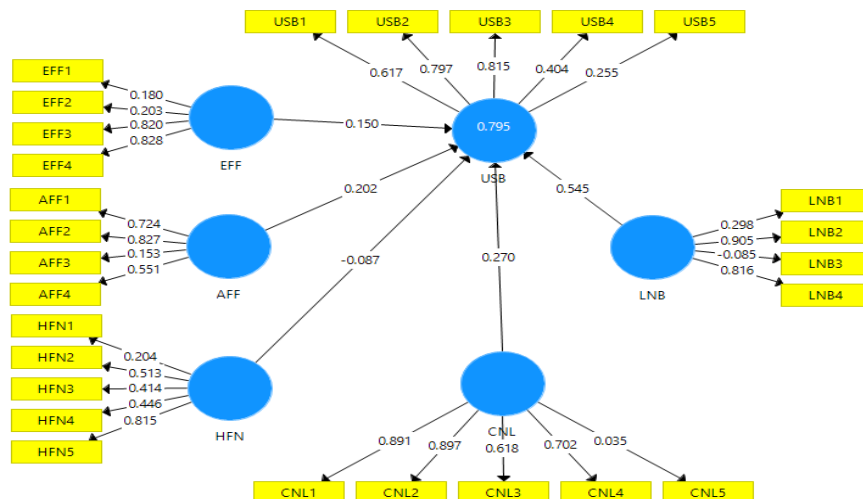 USB1
USB2
USB3
USB4
USB5
0.617
0.797
0.815
0.404
0.255
EFF1
EFF2
EFF3
EFF4
0.180
0.203
0.820
0.828
EFF
0.150
0.795
USB
AFF1
AFF2
AFF3
AFF4
0.724
0.827
0.153
0.551
AFF
0.202
0.545
LNB1
LNB2
LNB3
LNB4
0.298
0.905
-0.085
0.816
LNB
-0.087
0.270
HFN1
HFN2
HFN3
HFN4
HFN5
0.204
0.513
0.414
0.446
0.815
HFN
CNL
0.891
0.897
0.618
0.702
0.035
CNL1
CNL2
CNL3
CNL4
CNL5